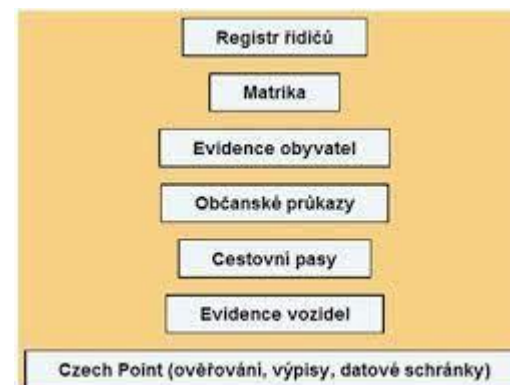 Registr řidičů
Matrika
Evidence obyvatel
Občanské průkazy
Cestovní pasy
Evidence vozidel
Czech Point (ověřování, výpisy, datové schránky)